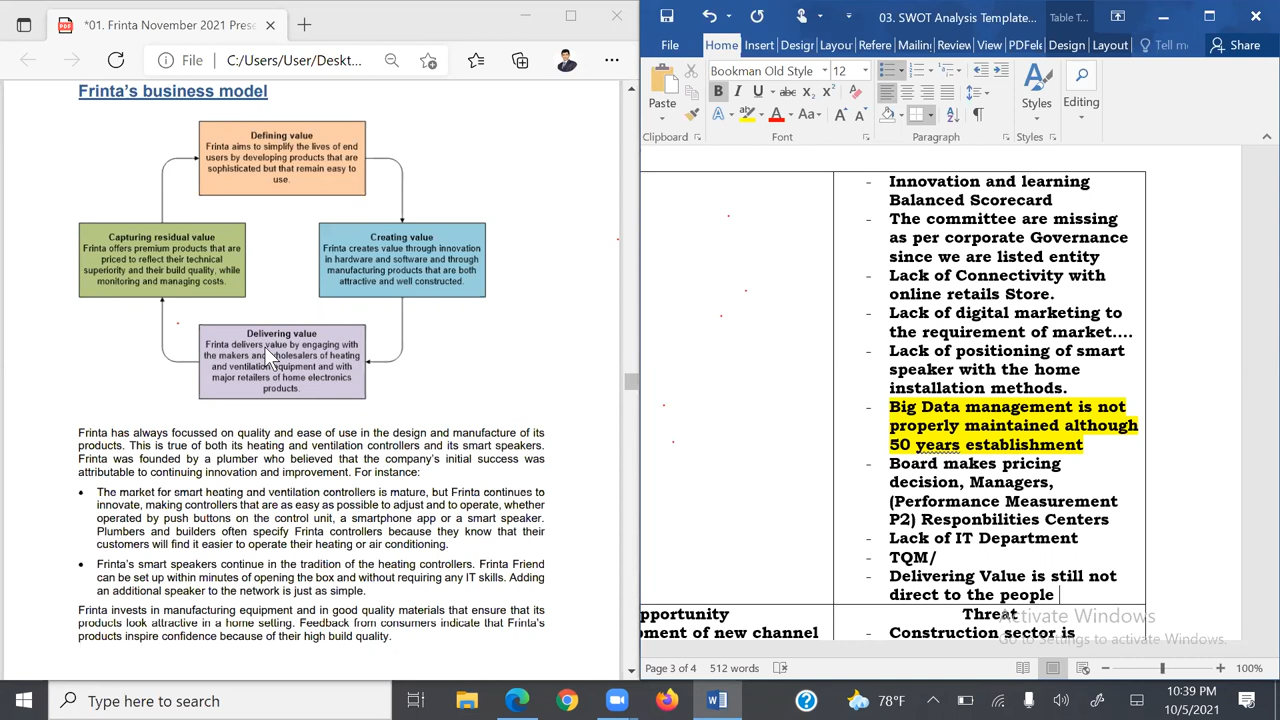 *01. Frinta November 2021 Prese
File
C:/Users/User/Deskt...
Frinta's business model
Defining value
Frinta aims to simplify the lives of end
users by developing products that are
sophisticated but that remain easy to
use.
Capturing residual value
Frinta offers premium products that are
priced to reflect their technical
superiority and their build quality, while
monitoring and managing costs.
Creating value
Frinta creates value through innovation
in hardware and software and through
manufacturing products that are both
attractive and well constructed.
Delivering value
Frinta delivers value by engaging with
the makers and wholesalers of heating
and ventilation equipment and with
major retailers of home electronics
products.
Frinta has always focussed on quality and ease of use in the design and manufacture of its
products. This is true of both its heating and ventilation controllers and its smart speakers.
Frinta was founded by a plumber who believed that the company's initial success was
attributable to continuing innovation and improvement. For instance:
• The market for smart heating and ventilation controllers is mature, but Frinta continues to
innovate, making controllers that are as easy as possible to adjust and to operate, whether
operated by push buttons on the control unit, a smartphone app or a smart speaker.
Plumbers and builders often specify Frinta controllers because they know that their
customers will find it easier to operate their heating or air conditioning.
• Frinta's smart speakers continue in the tradition of the heating controllers. Frinta Friend
can be set up within minutes of opening the box and without requiring any IT skills. Adding
an additional speaker to the network is just as simple.
Frinta invests in manufacturing equipment and in good quality materials that ensure that its
products look attractive in a home setting. Feedback from consumers indicate that Frinta's
products inspire confidence because of their high build quality.
03. SWOT Analysis Template...
Table T...
File Home Insert Design Layou Refere Mailin Review View PDFele Design Layout Tell me Share
Bookman Old Style 12
Paste
Styles
Editing
Clipboard Font Paragraph Styles
- Innovation and learning
Balanced Scorecard
- The committee are missing
as per corporate Governance
since we are listed entity
- Lack of Connectivity with
online retails Store.
- Lack of digital marketing to
the requirement of market....
- Lack of positioning of smart
speaker with the home
installation methods.
- Big Data management is not
properly maintained although
50 years establishment
- Board makes pricing
decision, Managers,
(Performance Measurement
P2) Responbilities Centers
- Lack of IT Department
- TQM/
- Delivering Value is still not
direct to the people
pportunity
Threat
pment of new channel
- Construction sector is
Activate Windows
Go to Settings to activate Windows.
Page 3 of 4 512 words
100%
Type here to search
78°F
10:39 PM
10/5/2021